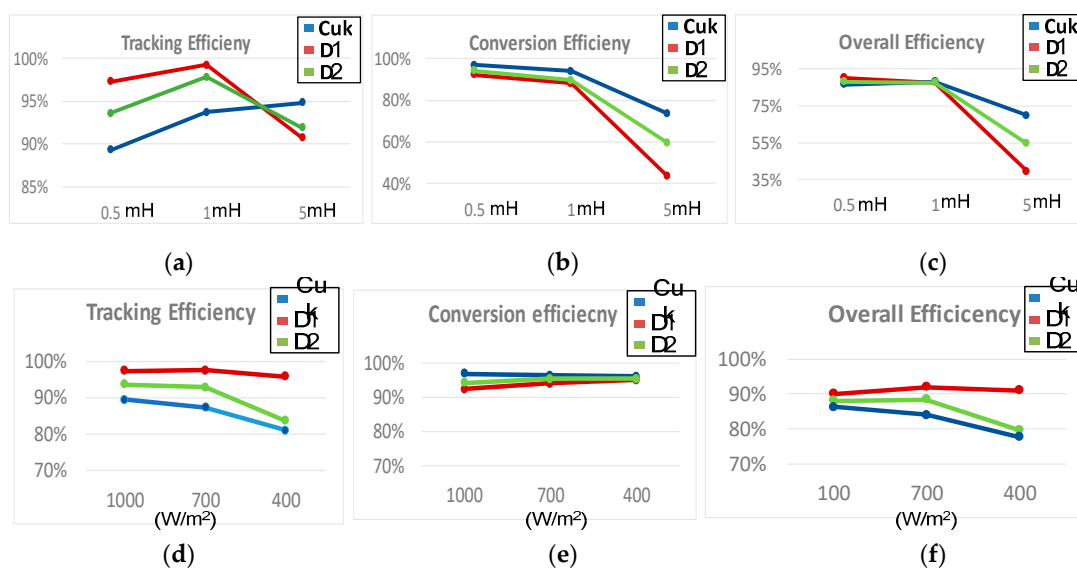 Tracking Efficieny
Cuk
D1
D2
100%
95%
90%
85%
0.5 mH
1 mH
5 mH
(a)
Conversion Efficieny
Cuk
D1
D2
100%
80%
60%
40%
0.5 mH
1 mH
5 mH
(b)
Overall Efficiency
Cuk
D1
D2
95%
75%
55%
35%
0.5 mH
1 mH
5 mH
(c)
Tracking Efficiency
Cu
k
D1
D2
100%
90%
80%
70%
1000 700 400
(W/m²)
(d)
Conversion efficiecny
Cu
k
D1
D2
100%
90%
80%
70%
1000 700 400
(W/m²)
(e)
Overall Efficicency
Cu
k
D1
D2
100%
90%
80%
70%
100 700 400
(W/m²)
(f)